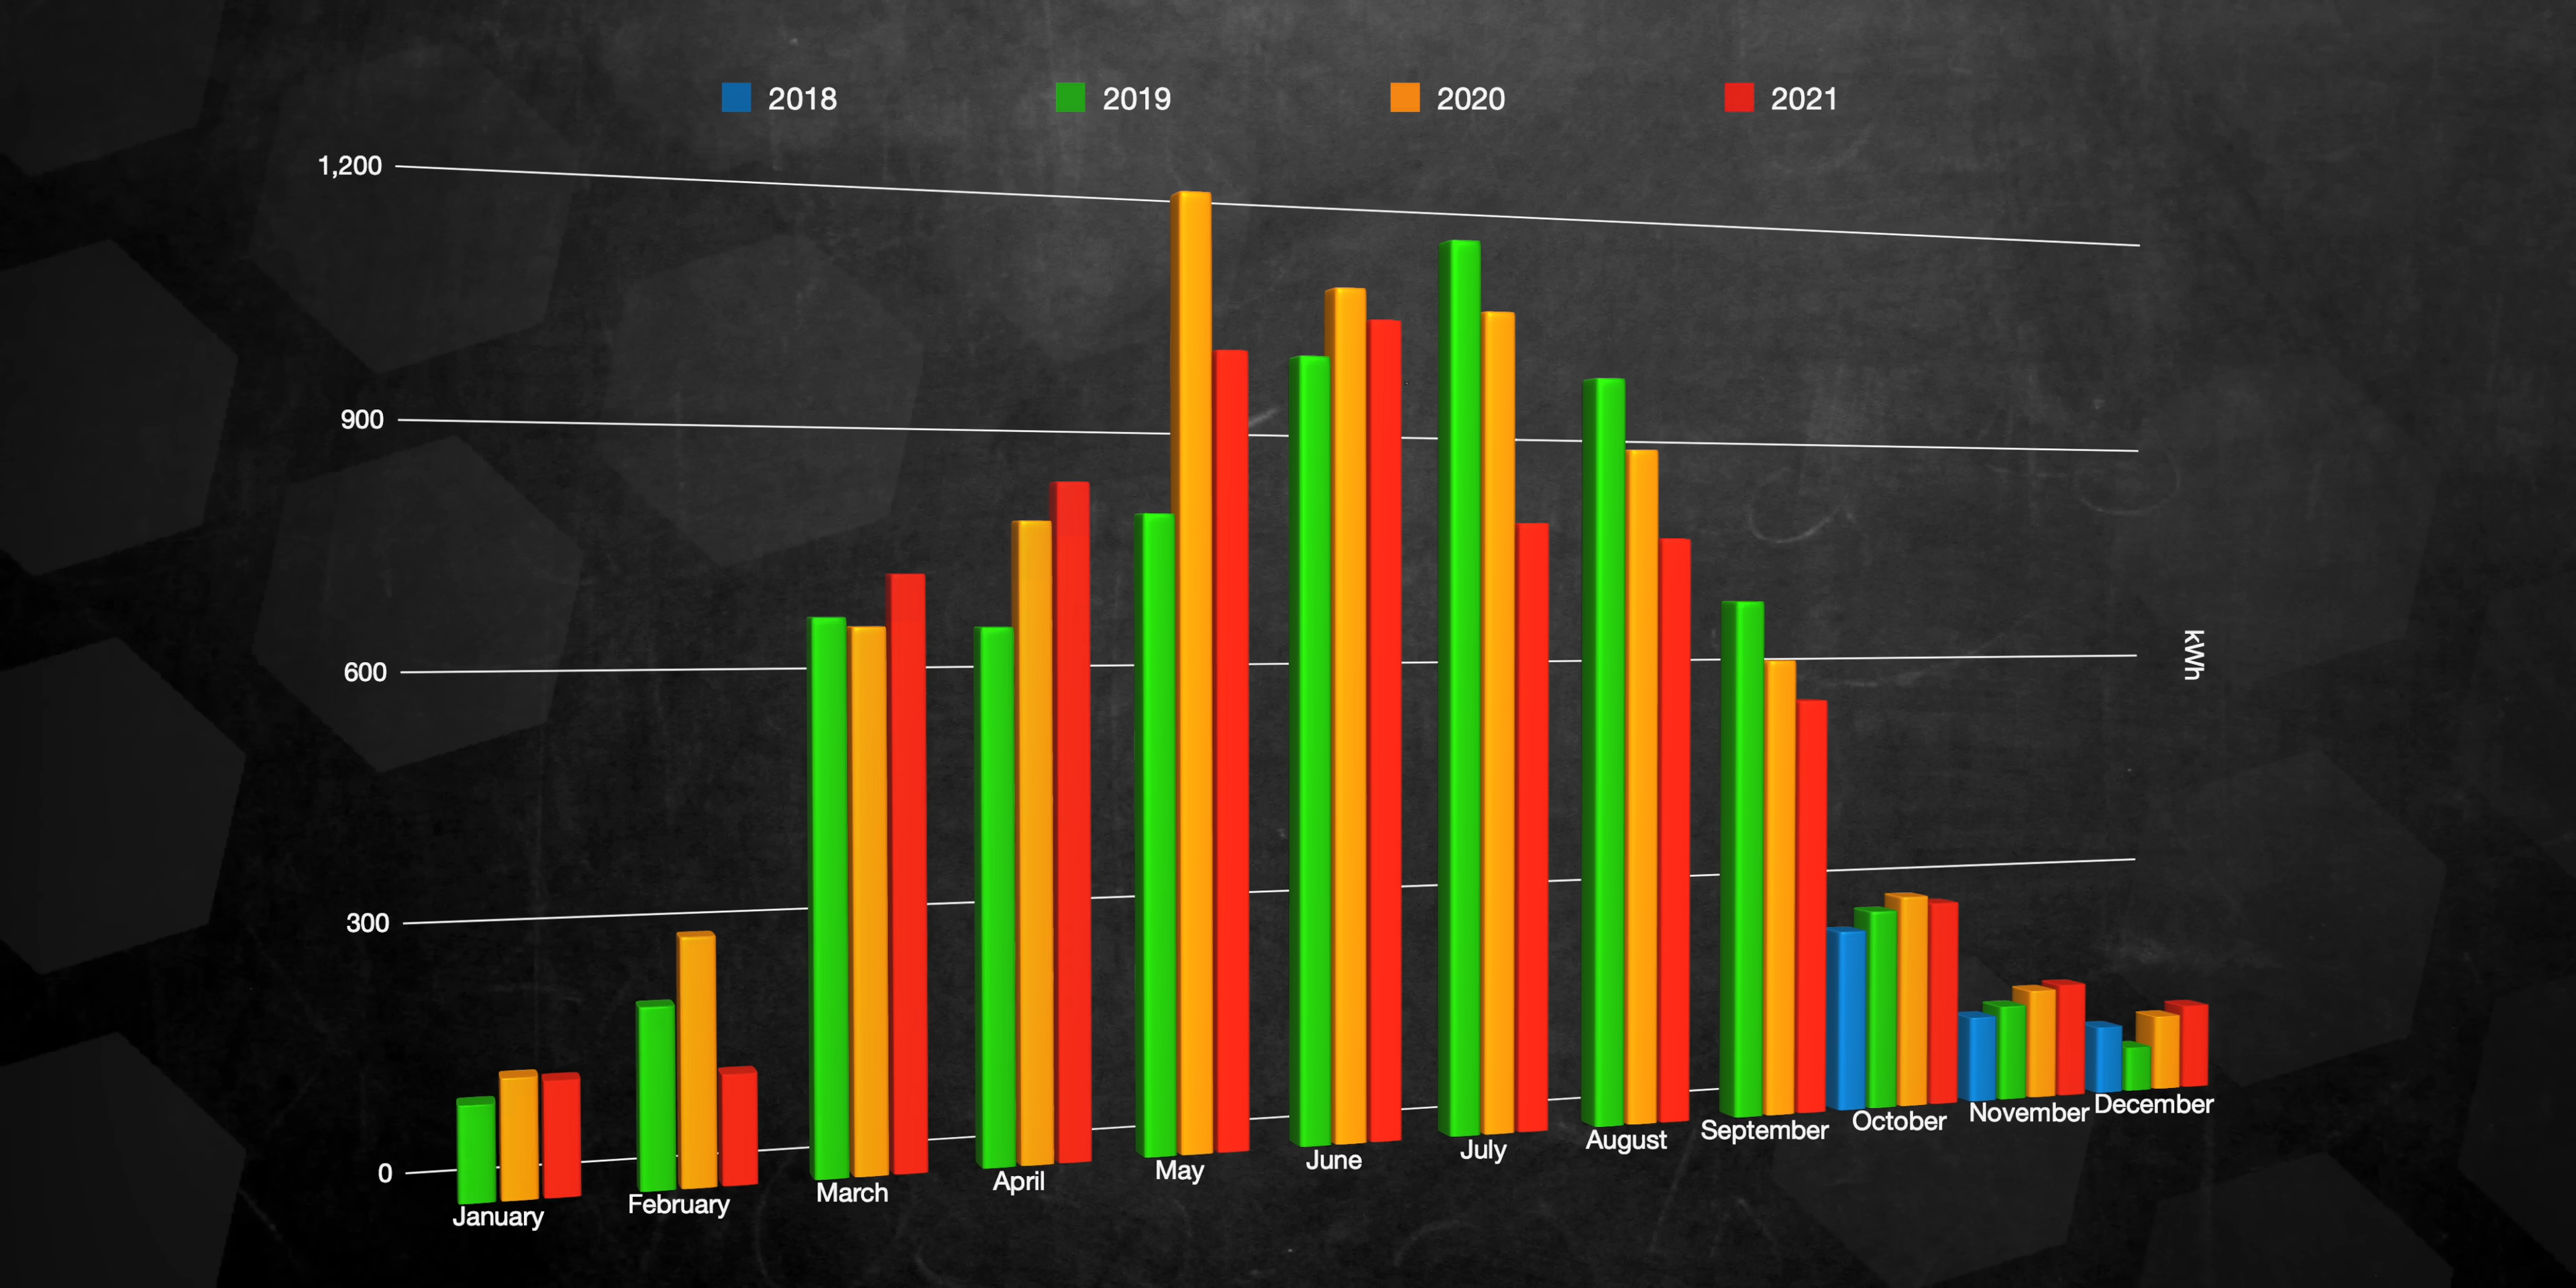 2018
2019
2020
2021
1,200
900
600
300
0
kWh
January
February
March
April
May
June
July
August
September
October
November
December